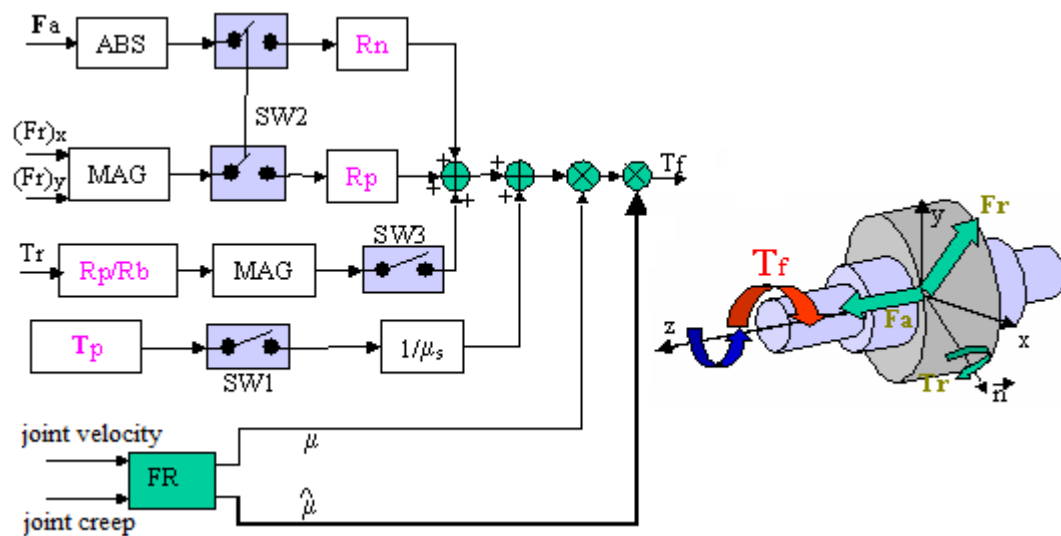 Fa
ABS
Rn
SW2
(Fr)x
(Fr)y
MAG
Rp
+
+
+
+
+
Tf
Tr
Rp/Rb
MAG
SW3
Tp
SW1
1/μs
joint velocity
joint creep
FR
μ
μ̂
y
Fr
Tf
Fa
z
x
Tr
n⃗